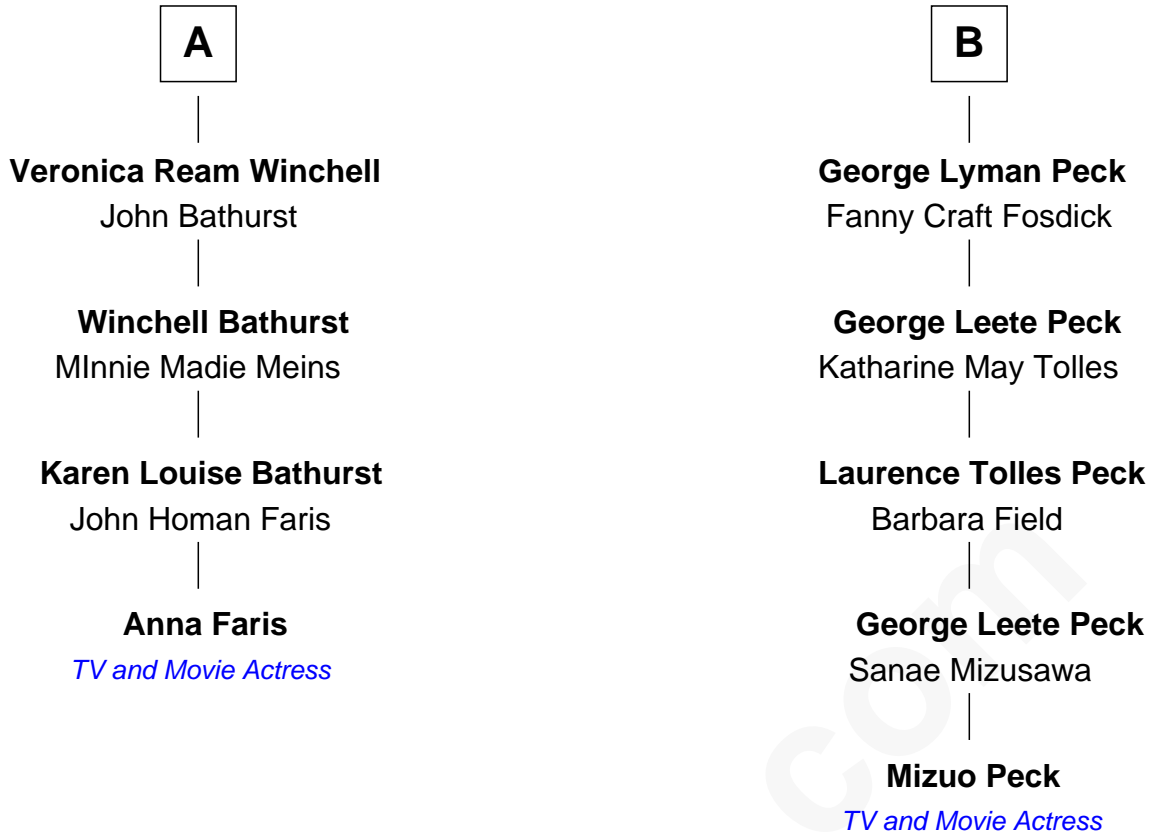 A
Veronica Ream Winchell
John Bathurst
Winchell Bathurst
MInnie Madie Meins
Karen Louise Bathurst
John Homan Faris
Anna Faris
TV and Movie Actress
B
George Lyman Peck
Fanny Craft Fosdick
George Leete Peck
Katharine May Tolles
Laurence Tolles Peck
Barbara Field
George Leete Peck
Sanae Mizusawa
Mizuo Peck
TV and Movie Actress
com